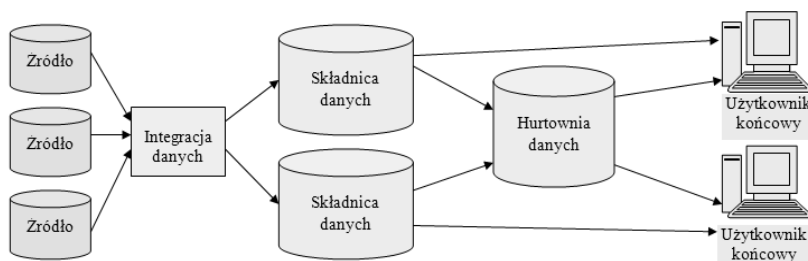 Źródło
Źródło
Źródło
Integracja
danych
Składnica
danych
Składnica
danych
Hurtownia
danych
Użytkownik
końcowy
Użytkownik
końcowy